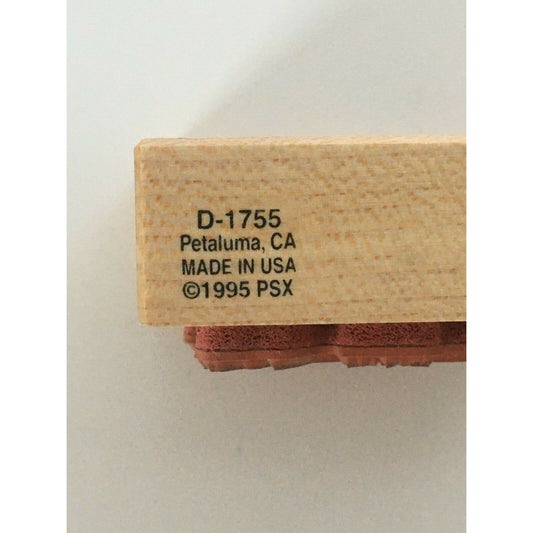 D-1755
Petaluma, CA
MADE IN USA
©1995 PSX